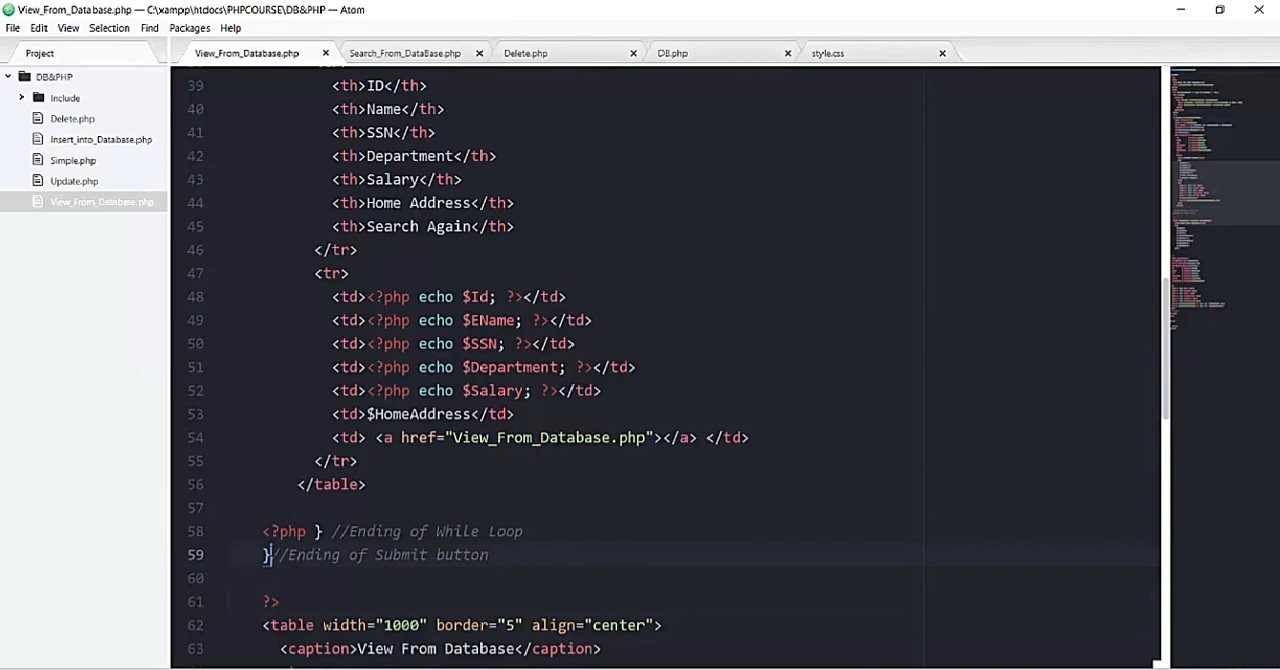 View_From_Database.php — C:\xampp\htdocs\PHPCOURSE\DB&PHP — Atom
File Edit View Selection Find Packages Help
Project
View_From_Database.php
Search_From_DataBase.php
Delete.php
DB.php
style.css
DB&PHP
Include
Delete.php
Insert_into_Database.php
Simple.php
Update.php
View_From_Database.php
39 <th>ID</th>
40 <th>Name</th>
41 <th>SSN</th>
42 <th>Department</th>
43 <th>Salary</th>
44 <th>Home Address</th>
45 <th>Search Again</th>
46 </tr>
47 <tr>
48 <td><?php echo $Id; ?></td>
49 <td><?php echo $EName; ?></td>
50 <td><?php echo $SSN; ?></td>
51 <td><?php echo $Department; ?></td>
52 <td><?php echo $Salary; ?></td>
53 <td>$HomeAddress</td>
54 <td> <a href="View_From_Database.php"></a> </td>
55 </tr>
56 </table>
57
58 <?php } //Ending of While Loop
59 }//Ending of Submit button
60
61 ?>
62 <table width="1000" border="5" align="center">
63 <caption>View From Database</caption>